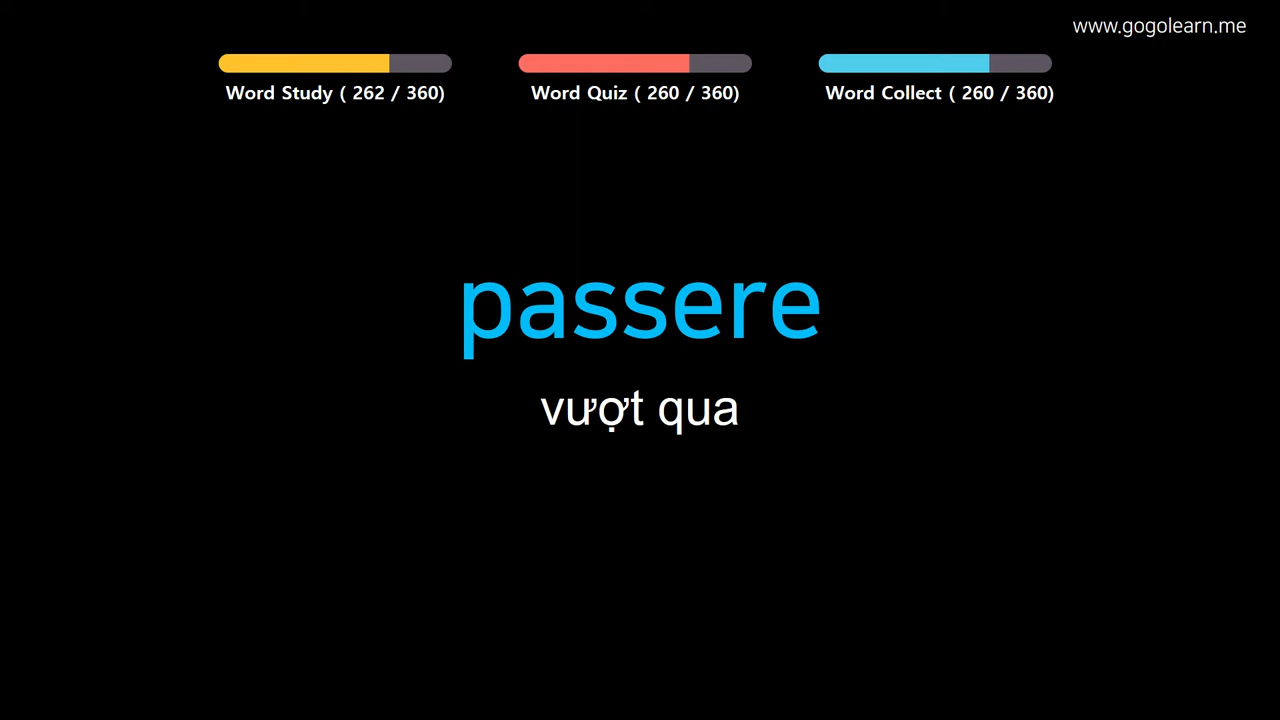 www.gogolearn.me
Word Study ( 262 / 360)
Word Quiz ( 260 / 360)
Word Collect ( 260 / 360)
passere
vượt qua